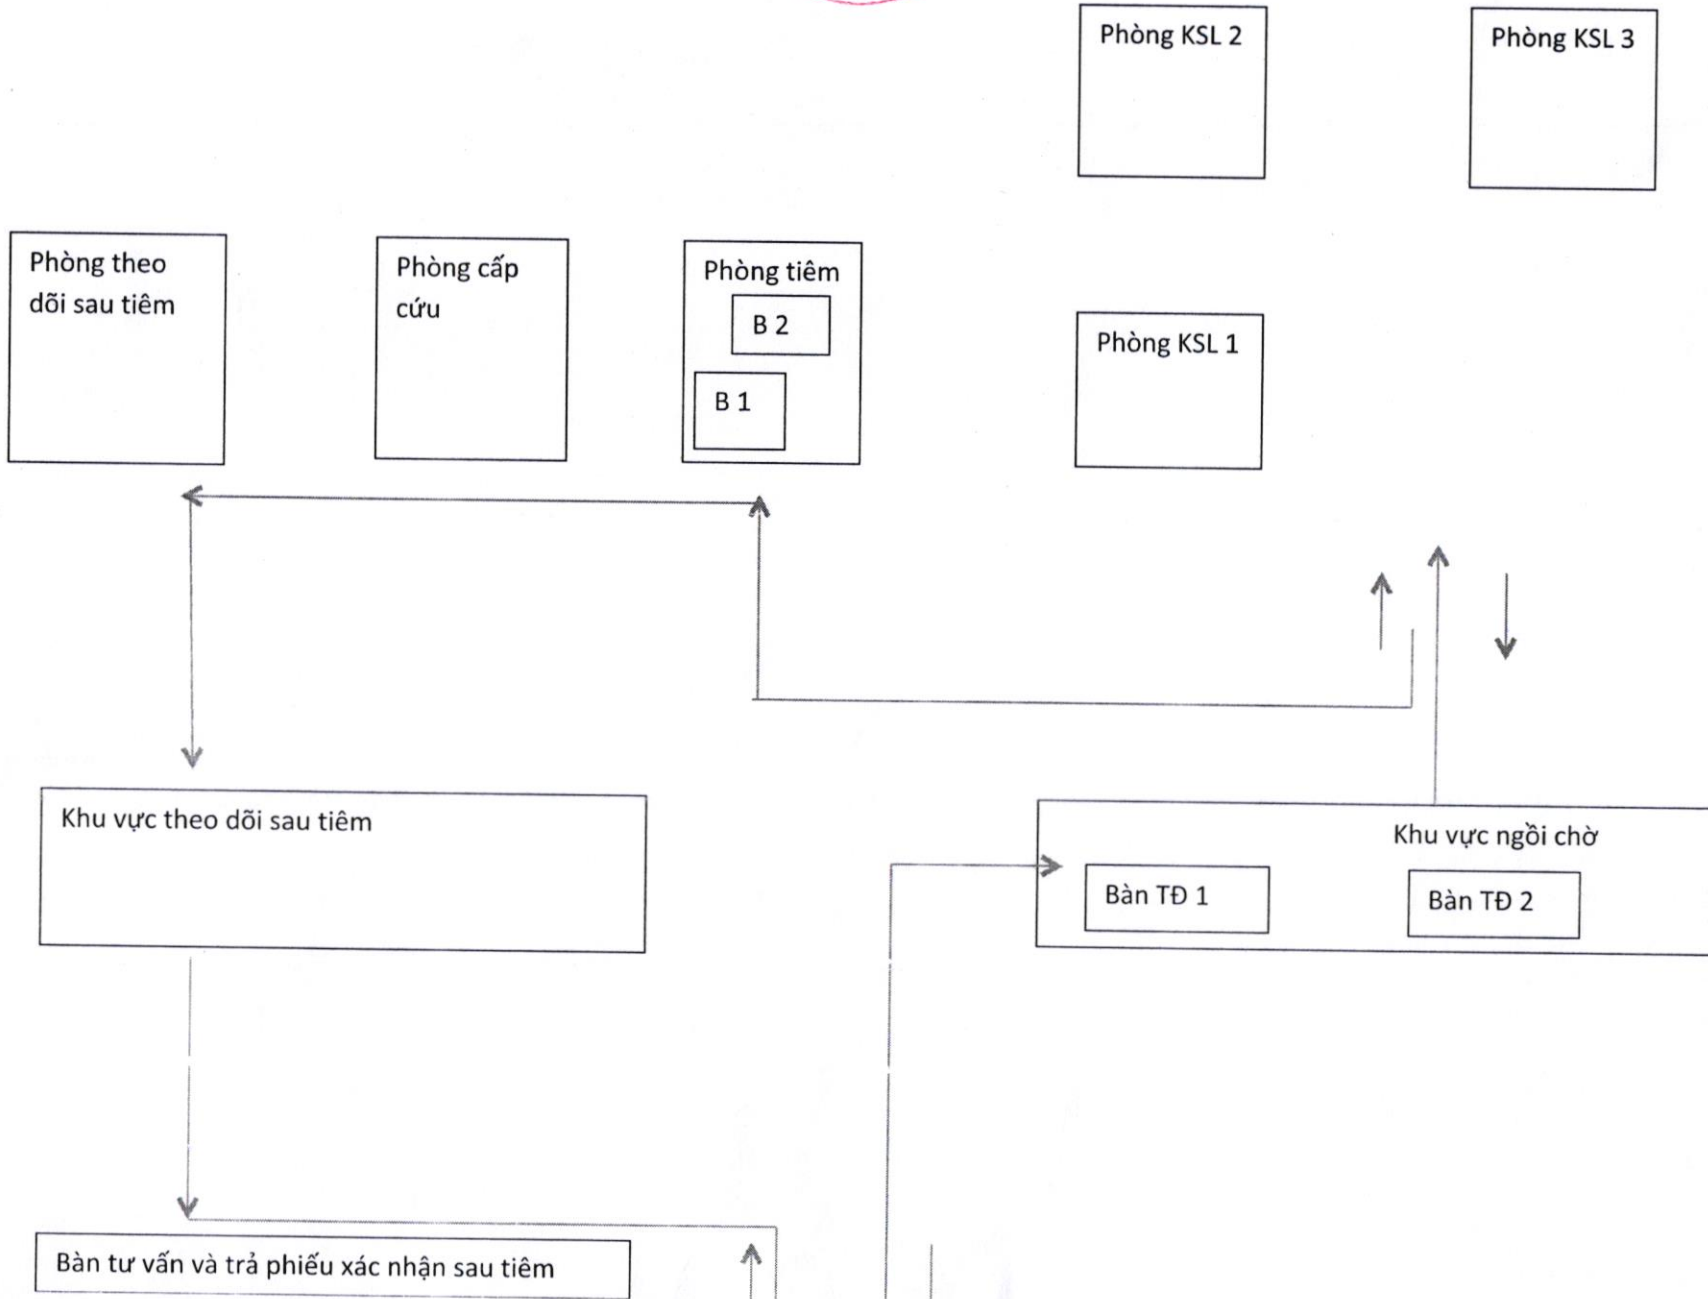 Phòng KSL 2
Phòng KSL 3
Phòng theo
dõi sau tiêm
Phòng cấp
cứu
Phòng tiêm
B 2
B 1
Phòng KSL 1
Khu vực theo dõi sau tiêm
Khu vực ngồi chờ
Bàn TĐ 1
Bàn TĐ 2
Bàn tư vấn và trả phiếu xác nhận sau tiêm